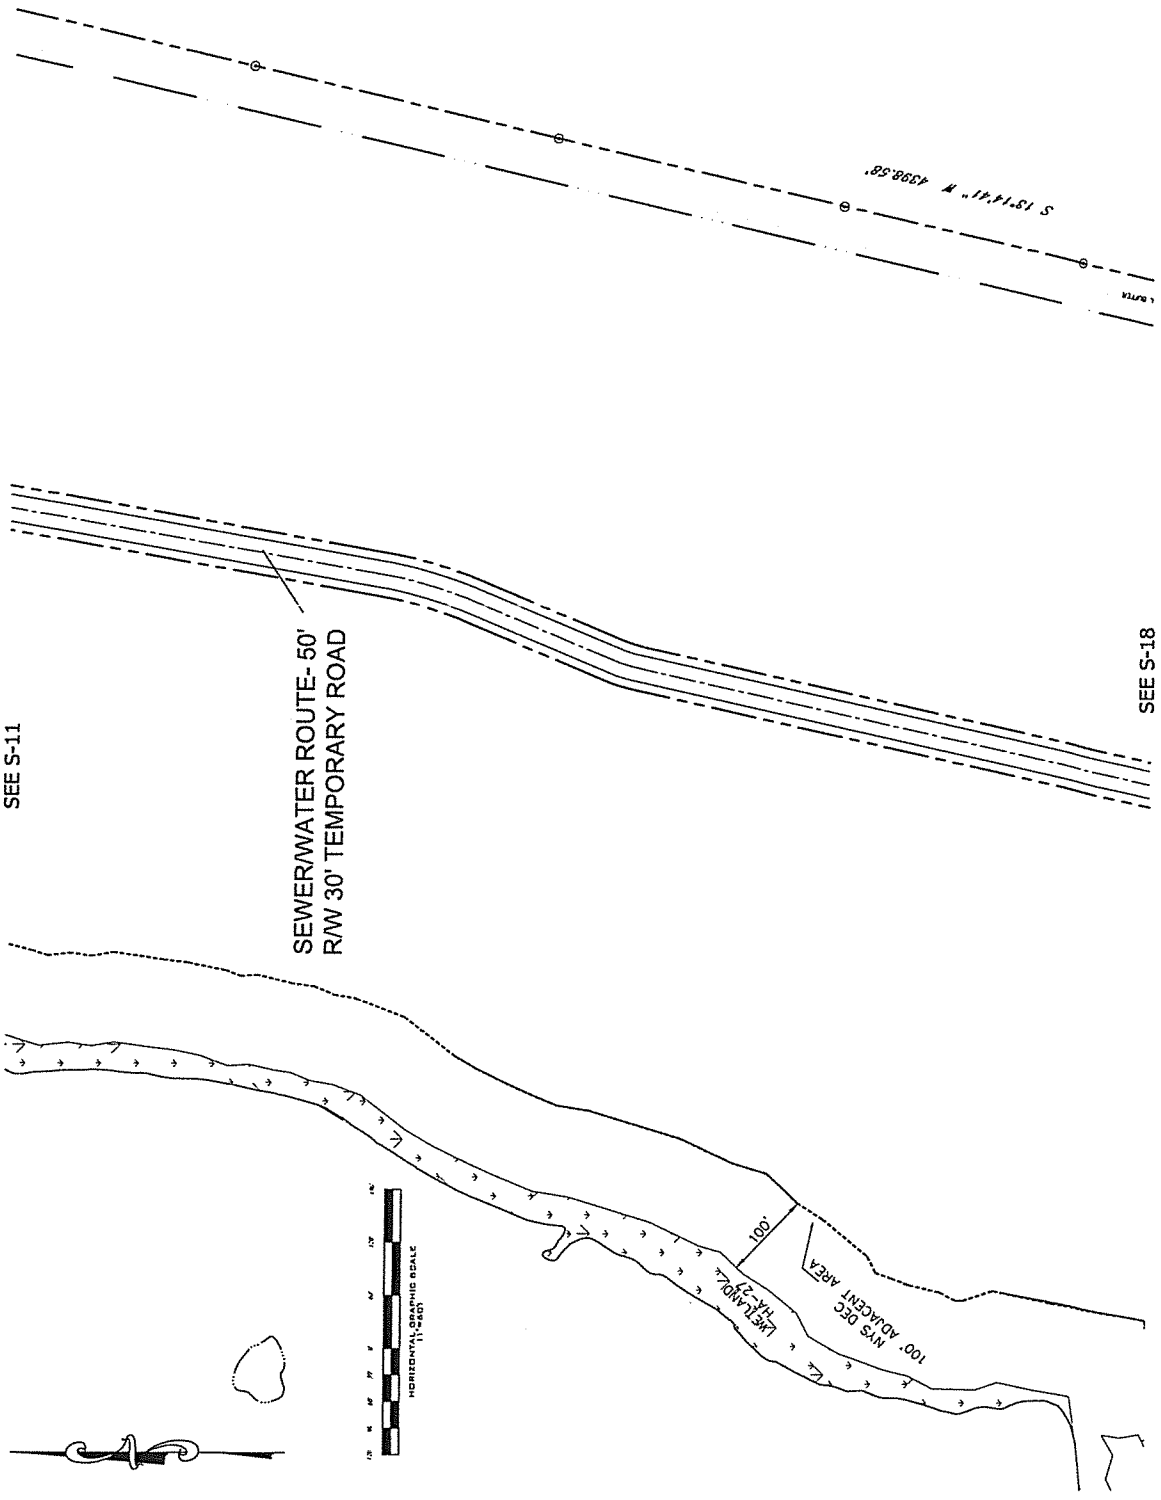 SEE S-11
S 13°14'41" W 4398.58'
BUFFER
SEWER/WATER ROUTE- 50'
R/W 30' TEMPORARY ROAD
SEE S-18
100'
WETLAND
HA-27
NYS DEC
100' ADJACENT AREA
HORIZONTAL GRAPHIC SCALE